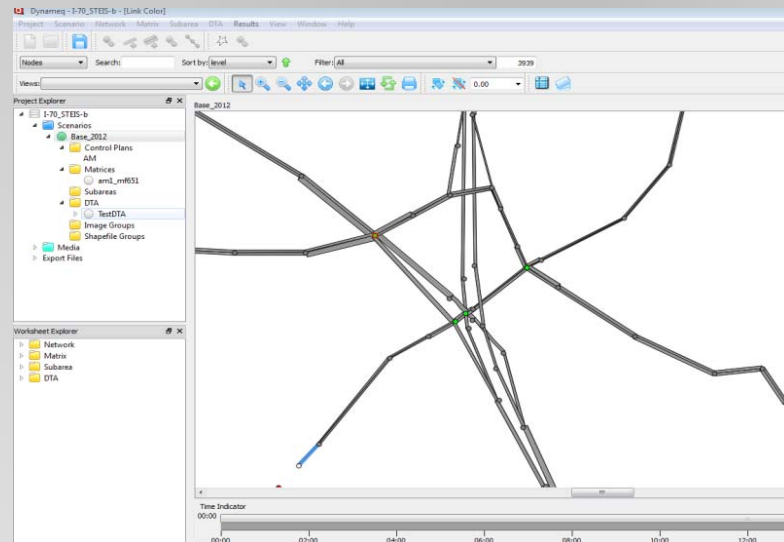 Dynameq - I-70_STEIS-b - [Link Color]
Project Scenario Network Matrix Subarea DTA Results View Window Help
Nodes Search: Sort by: level Filter: All 3939
Views: 0.00
Project Explorer
I-70_STEIS-b
Scenarios
Base_2012
Control Plans
AM
Matrices
am1_mf651
Subareas
DTA
TestDTA
Image Groups
Shapefile Groups
Media
Export Files
Worksheet Explorer
Network
Matrix
Subarea
DTA
Base_2012
Time Indicator
00:00
00:00 02:00 04:00 06:00 08:00 10:00 12:00